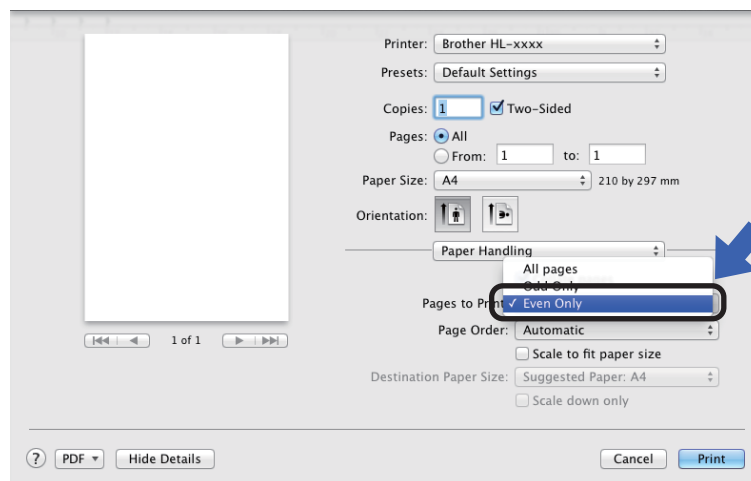 Printer: Brother HL-xxxx
Presets: Default Settings
Copies: 1 Two-Sided
Pages: All
From: 1 to: 1
Paper Size: A4 210 by 297 mm
Orientation:
Paper Handling
All pages
Odd Only
Pages to Print ✓ Even Only
Page Order: Automatic
Scale to fit paper size
Destination Paper Size: Suggested Paper: A4
Scale down only
1 of 1
? PDF Hide Details Cancel Print